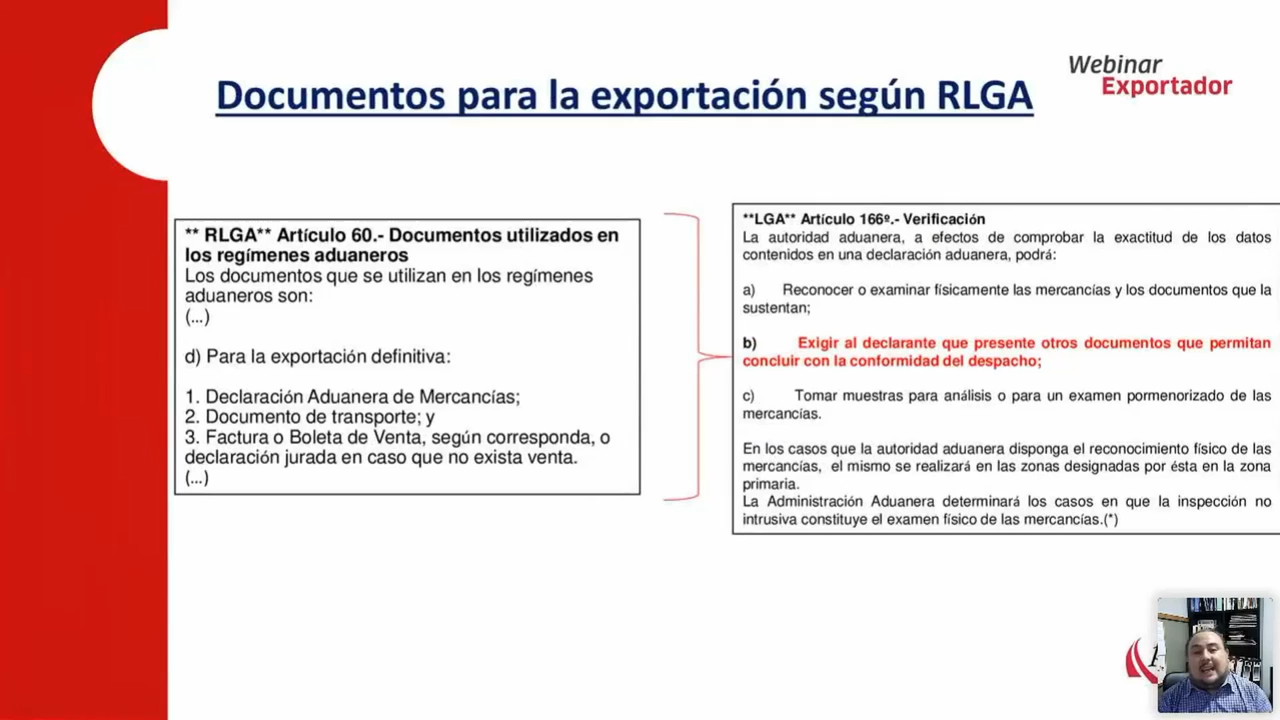 Documentos para la exportación según RLGA
Webinar
Exportador
** RLGA** Artículo 60.- Documentos utilizados en
los regímenes aduaneros
Los documentos que se utilizan en los regímenes
aduaneros son:
(...)
d) Para la exportación definitiva:
1. Declaración Aduanera de Mercancías;
2. Documento de transporte; y
3. Factura o Boleta de Venta, según corresponda, o
declaración jurada en caso que no exista venta.
(...)
**LGA** Artículo 166º.- Verificación
La autoridad aduanera, a efectos de comprobar la exactitud de los datos
contenidos en una declaración aduanera, podrá:
a) Reconocer o examinar físicamente las mercancías y los documentos que la
sustentan;
b) Exigir al declarante que presente otros documentos que permitan
concluir con la conformidad del despacho;
c) Tomar muestras para análisis o para un examen pormenorizado de las
mercancías.
En los casos que la autoridad aduanera disponga el reconocimiento físico de las
mercancías, el mismo se realizará en las zonas designadas por ésta en la zona
primaria.
La Administración Aduanera determinará los casos en que la inspección no
intrusiva constituye el examen físico de las mercancías.(*)